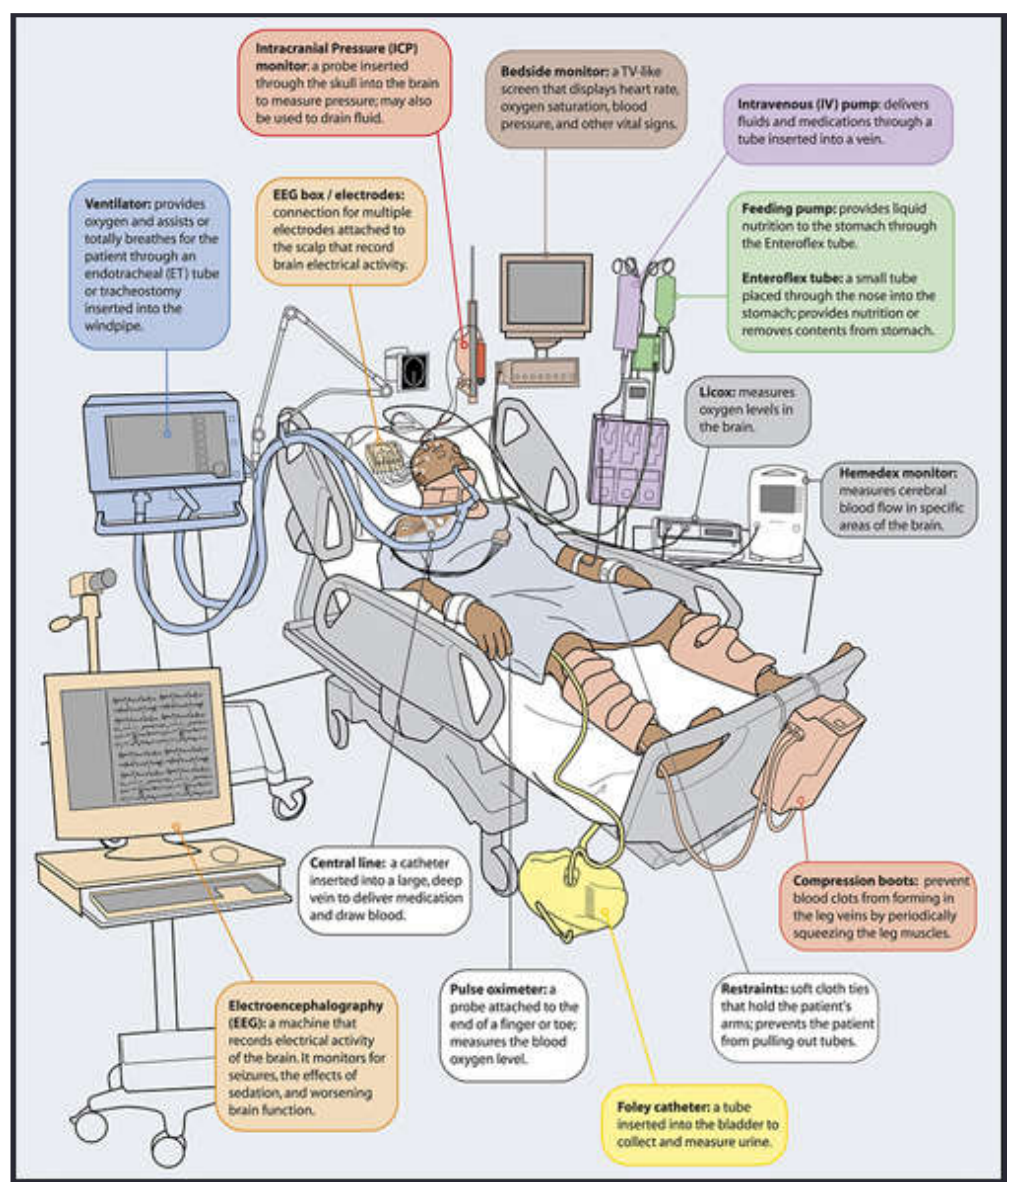 Intracranial Pressure (ICP)
monitor: a probe inserted
through the skull into the brain
to measure pressure; may also
be used to drain fluid.
Bedside monitor: a TV-like
screen that displays heart rate,
oxygen saturation, blood
pressure, and other vital signs.
Intravenous (IV) pump: delivers
fluids and medications through a
tube inserted into a vein.
Ventilator: provides
oxygen and assists or
totally breathes for the
patient through an
endotracheal (ET) tube
or tracheostomy
inserted into the
windpipe.
EEG box / electrodes:
connection for multiple
electrodes attached to
the scalp that record
brain electrical activity.
Feeding pump: provides liquid
nutrition to the stomach through
the Enteroflex tube.
Enteroflex tube: a small tube
placed through the nose into the
stomach; provides nutrition or
removes contents from stomach.
Licox: measures
oxygen levels in
the brain.
Hemedex monitor:
measures cerebral
blood flow in specific
areas of the brain.
Central line: a catheter
inserted into a large, deep
vein to deliver medication
and draw blood.
Compression boots: prevent
blood clots from forming in
the leg veins by periodically
squeezing the leg muscles.
Electroencephalography
(EEG): a machine that
records electrical activity
of the brain. It monitors for
seizures, the effects of
sedation, and worsening
brain function.
Pulse oximeter: a
probe attached to the
end of a finger or toe;
measures the blood
oxygen level.
Restraints: soft cloth ties
that hold the patient's
arms; prevents the patient
from pulling out tubes.
Foley catheter: a tube
inserted into the bladder to
collect and measure urine.